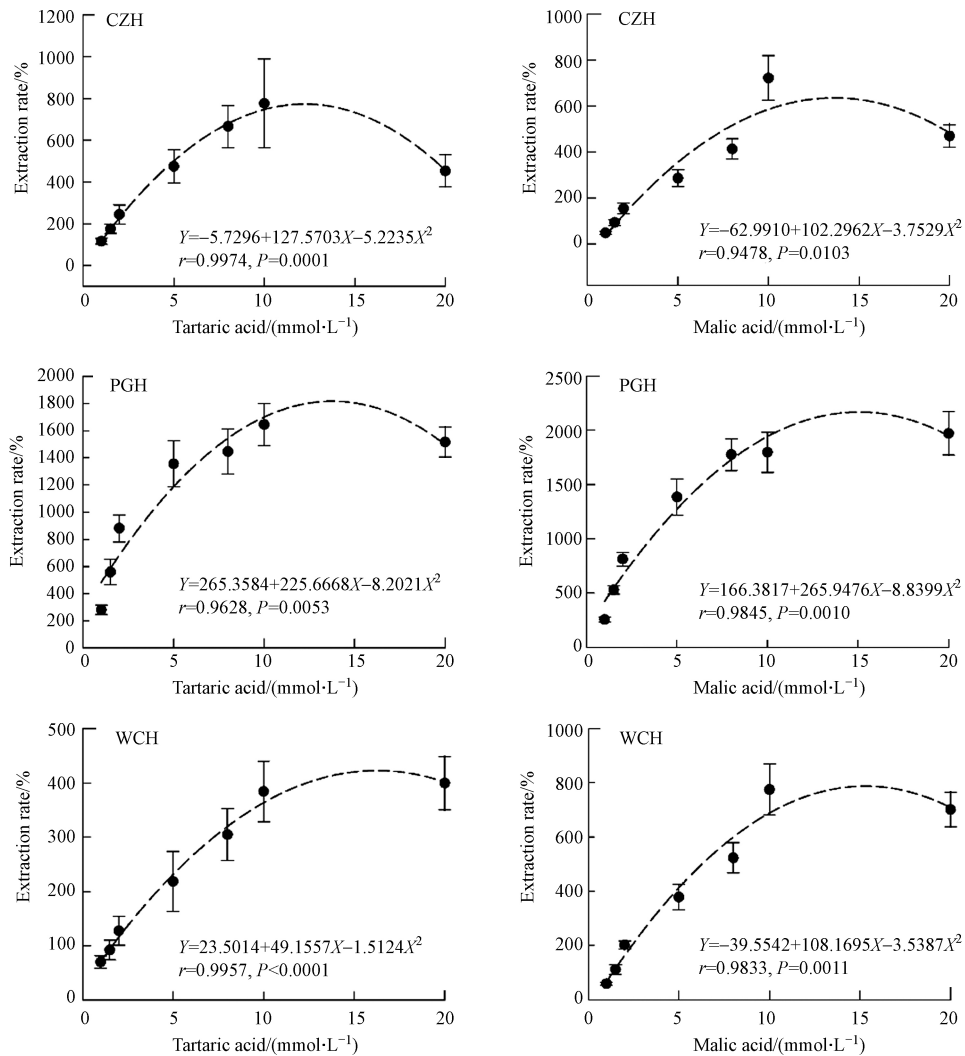 CZH
Extraction rate/%
1200
1000
800
600
400
200
0
Y=−5.7296+127.5703X−5.2235X²
r=0.9974, P=0.0001
0 5 10 15 20
Tartaric acid/(mmol·L⁻¹)
CZH
Extraction rate/%
1000
800
600
400
200
0
Y=−62.9910+102.2962X−3.7529X²
r=0.9478, P=0.0103
0 5 10 15 20
Malic acid/(mmol·L⁻¹)
PGH
Extraction rate/%
2000
1800
1600
1400
1200
1000
800
600
400
200
0
Y=265.3584+225.6668X−8.2021X²
r=0.9628, P=0.0053
0 5 10 15 20
Tartaric acid/(mmol·L⁻¹)
PGH
Extraction rate/%
2500
2000
1500
1000
500
0
Y=166.3817+265.9476X−8.8399X²
r=0.9845, P=0.0010
0 5 10 15 20
Malic acid/(mmol·L⁻¹)
WCH
Extraction rate/%
500
400
300
200
100
0
Y=23.5014+49.1557X−1.5124X²
r=0.9957, P<0.0001
0 5 10 15 20
Tartaric acid/(mmol·L⁻¹)
WCH
Extraction rate/%
1000
800
600
400
200
0
Y=−39.5542+108.1695X−3.5387X²
r=0.9833, P=0.0011
0 5 10 15 20
Malic acid/(mmol·L⁻¹)